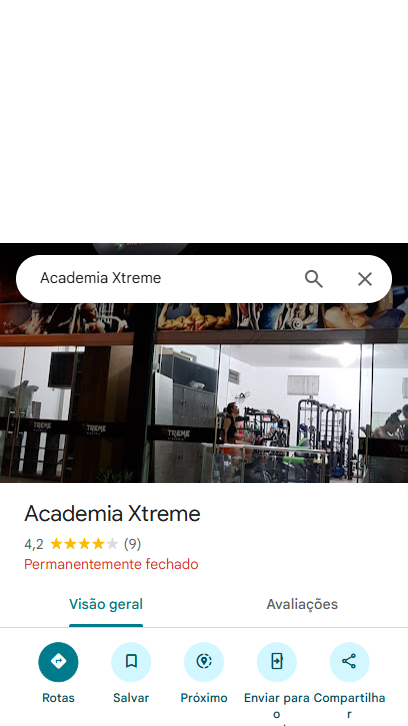 Academia Xtreme
XTREME
XTREME
XTREME
Academia Xtreme
4,2 (9)
Permanentemente fechado
Visão geral
Avaliações
Rotas
Salvar
Próximo
Enviar para o
Compartilhar